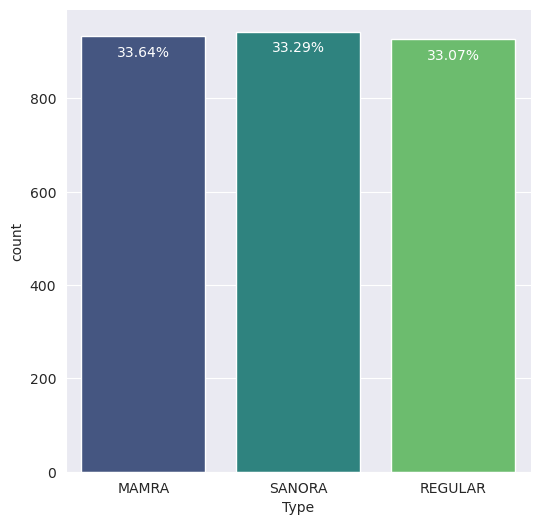 33.64%
33.29%
33.07%
800
600
400
200
0
count
MAMRA
SANORA
REGULAR
Type